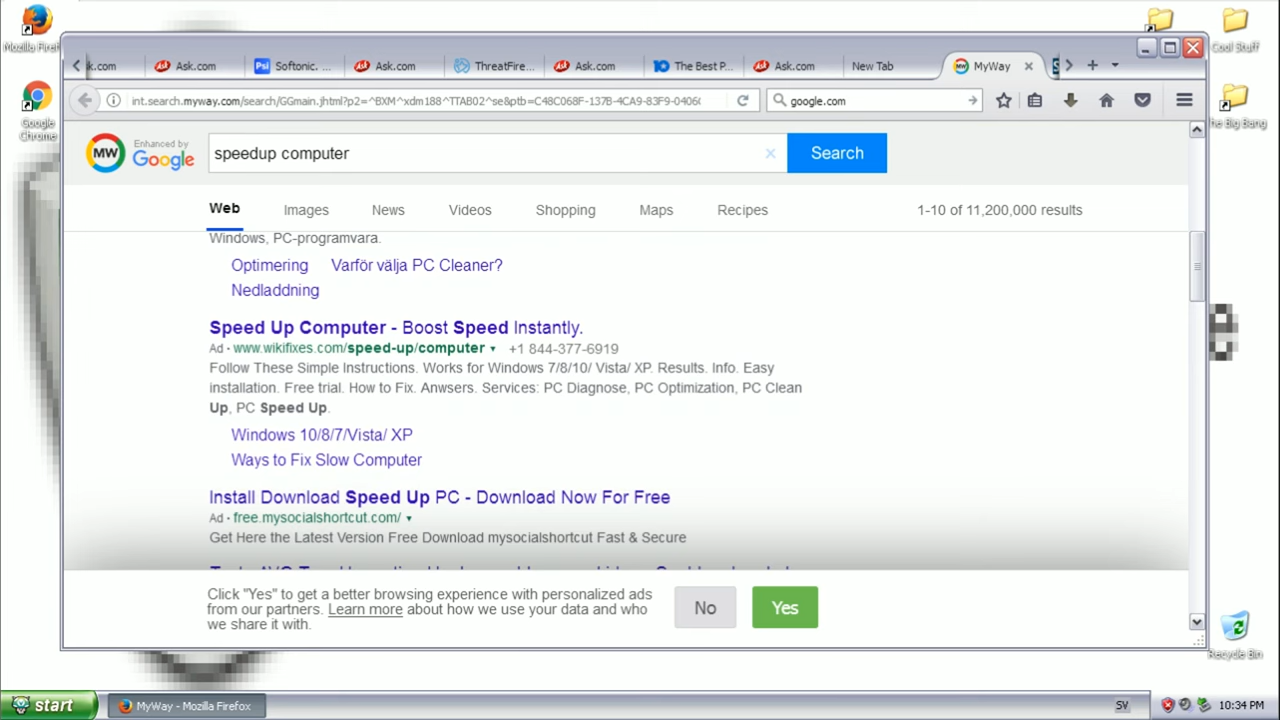 Mozilla Firef
Cool Stuff
k.com
Ask.com
Softonic. ...
Ask.com
ThreatFire...
Ask.com
The Best P...
Ask.com
New Tab
MyWay
int.search.myway.com/search/GGmain.jhtml?p2=^BXM^xdm188^TTAB02^se&ptb=C48C068F-137B-4CA9-83F9-0406(
google.com
Google
Chrome
he Big Bang
MW
Enhanced by
Google
speedup computer
Search
Web
Images
News
Videos
Shopping
Maps
Recipes
1-10 of 11,200,000 results
Windows, PC-programvara.
Optimering
Varför välja PC Cleaner?
Nedladdning
Speed Up Computer - Boost Speed Instantly.
Ad · www.wikifixes.com/speed-up/computer ▾ +1 844-377-6919
Follow These Simple Instructions. Works for Windows 7/8/10/ Vista/ XP. Results. Info. Easy
installation. Free trial. How to Fix. Anwsers. Services: PC Diagnose, PC Optimization, PC Clean
Up, PC Speed Up.
Windows 10/8/7/Vista/ XP
Ways to Fix Slow Computer
Install Download Speed Up PC - Download Now For Free
Ad · free.mysocialshortcut.com/ ▾
Get Here the Latest Version Free Download mysocialshortcut Fast & Secure
Click "Yes" to get a better browsing experience with personalized ads
from our partners. Learn more about how we use your data and who
we share it with.
No
Yes
Recycle Bin
start
MyWay - Mozilla Firefox
SV
10:34 PM